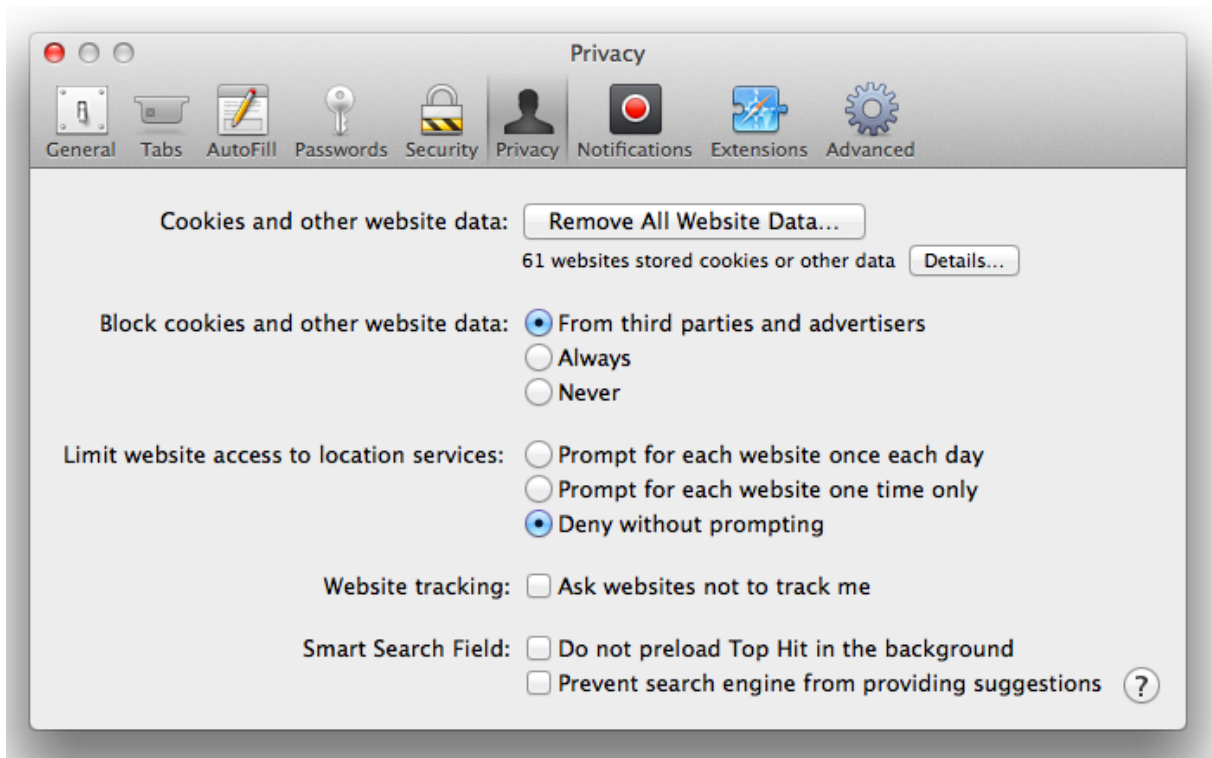 Privacy
General Tabs AutoFill Passwords Security Privacy Notifications Extensions Advanced
Cookies and other website data: Remove All Website Data...
61 websites stored cookies or other data Details...
Block cookies and other website data: From third parties and advertisers
Always
Never
Limit website access to location services: Prompt for each website once each day
Prompt for each website one time only
Deny without prompting
Website tracking: Ask websites not to track me
Smart Search Field: Do not preload Top Hit in the background
Prevent search engine from providing suggestions ?